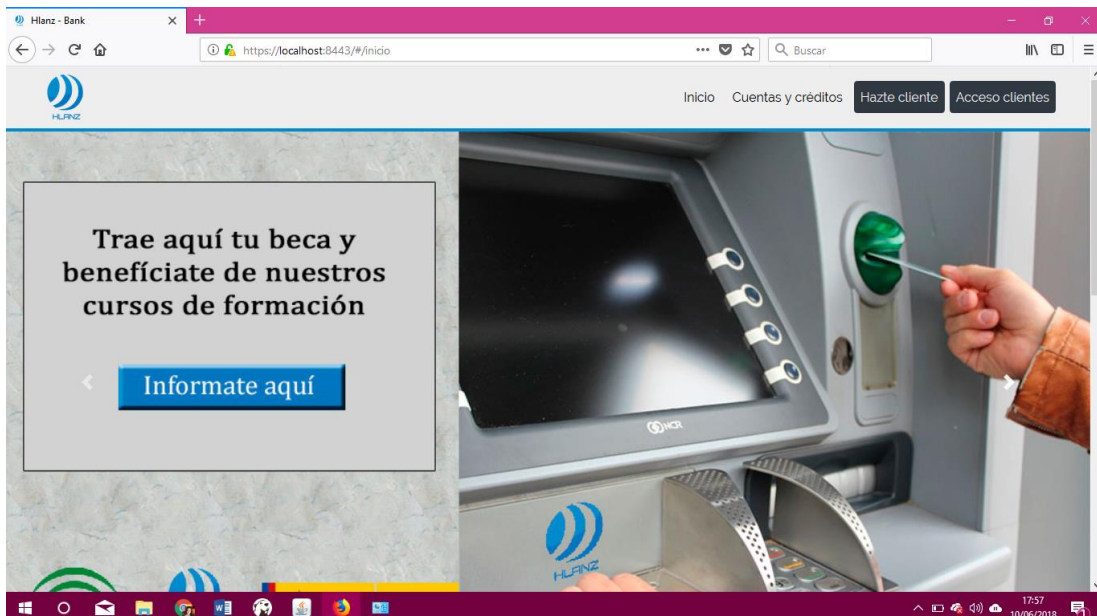 Hlanz - Bank
https://localhost:8443/#/inicio
Buscar
HLANZ
Inicio Cuentas y créditos Hazte cliente Acceso clientes
Trae aquí tu beca y
benefíciate de nuestros
cursos de formación
Informate aquí
NCR
HLANZ
17:57
10/06/2018